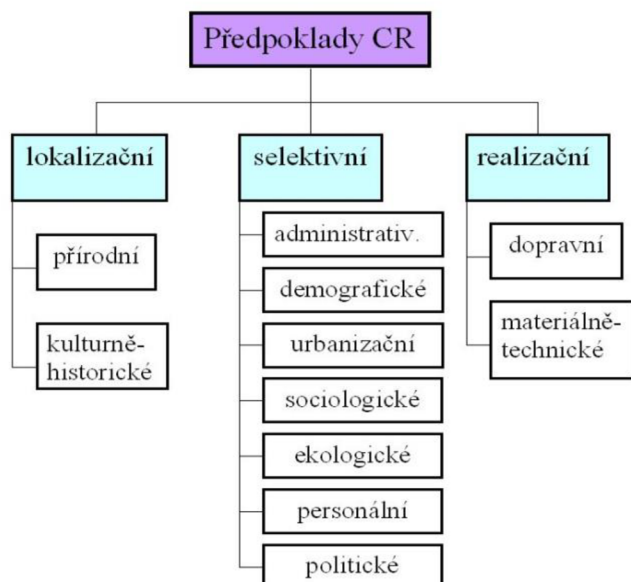 Předpoklady CR
lokalizační
přírodní
kulturně-
historické
selektivní
administrativ.
demografické
urbanizační
sociologické
ekologické
personální
politické
realizační
dopravní
materiálně-
technické